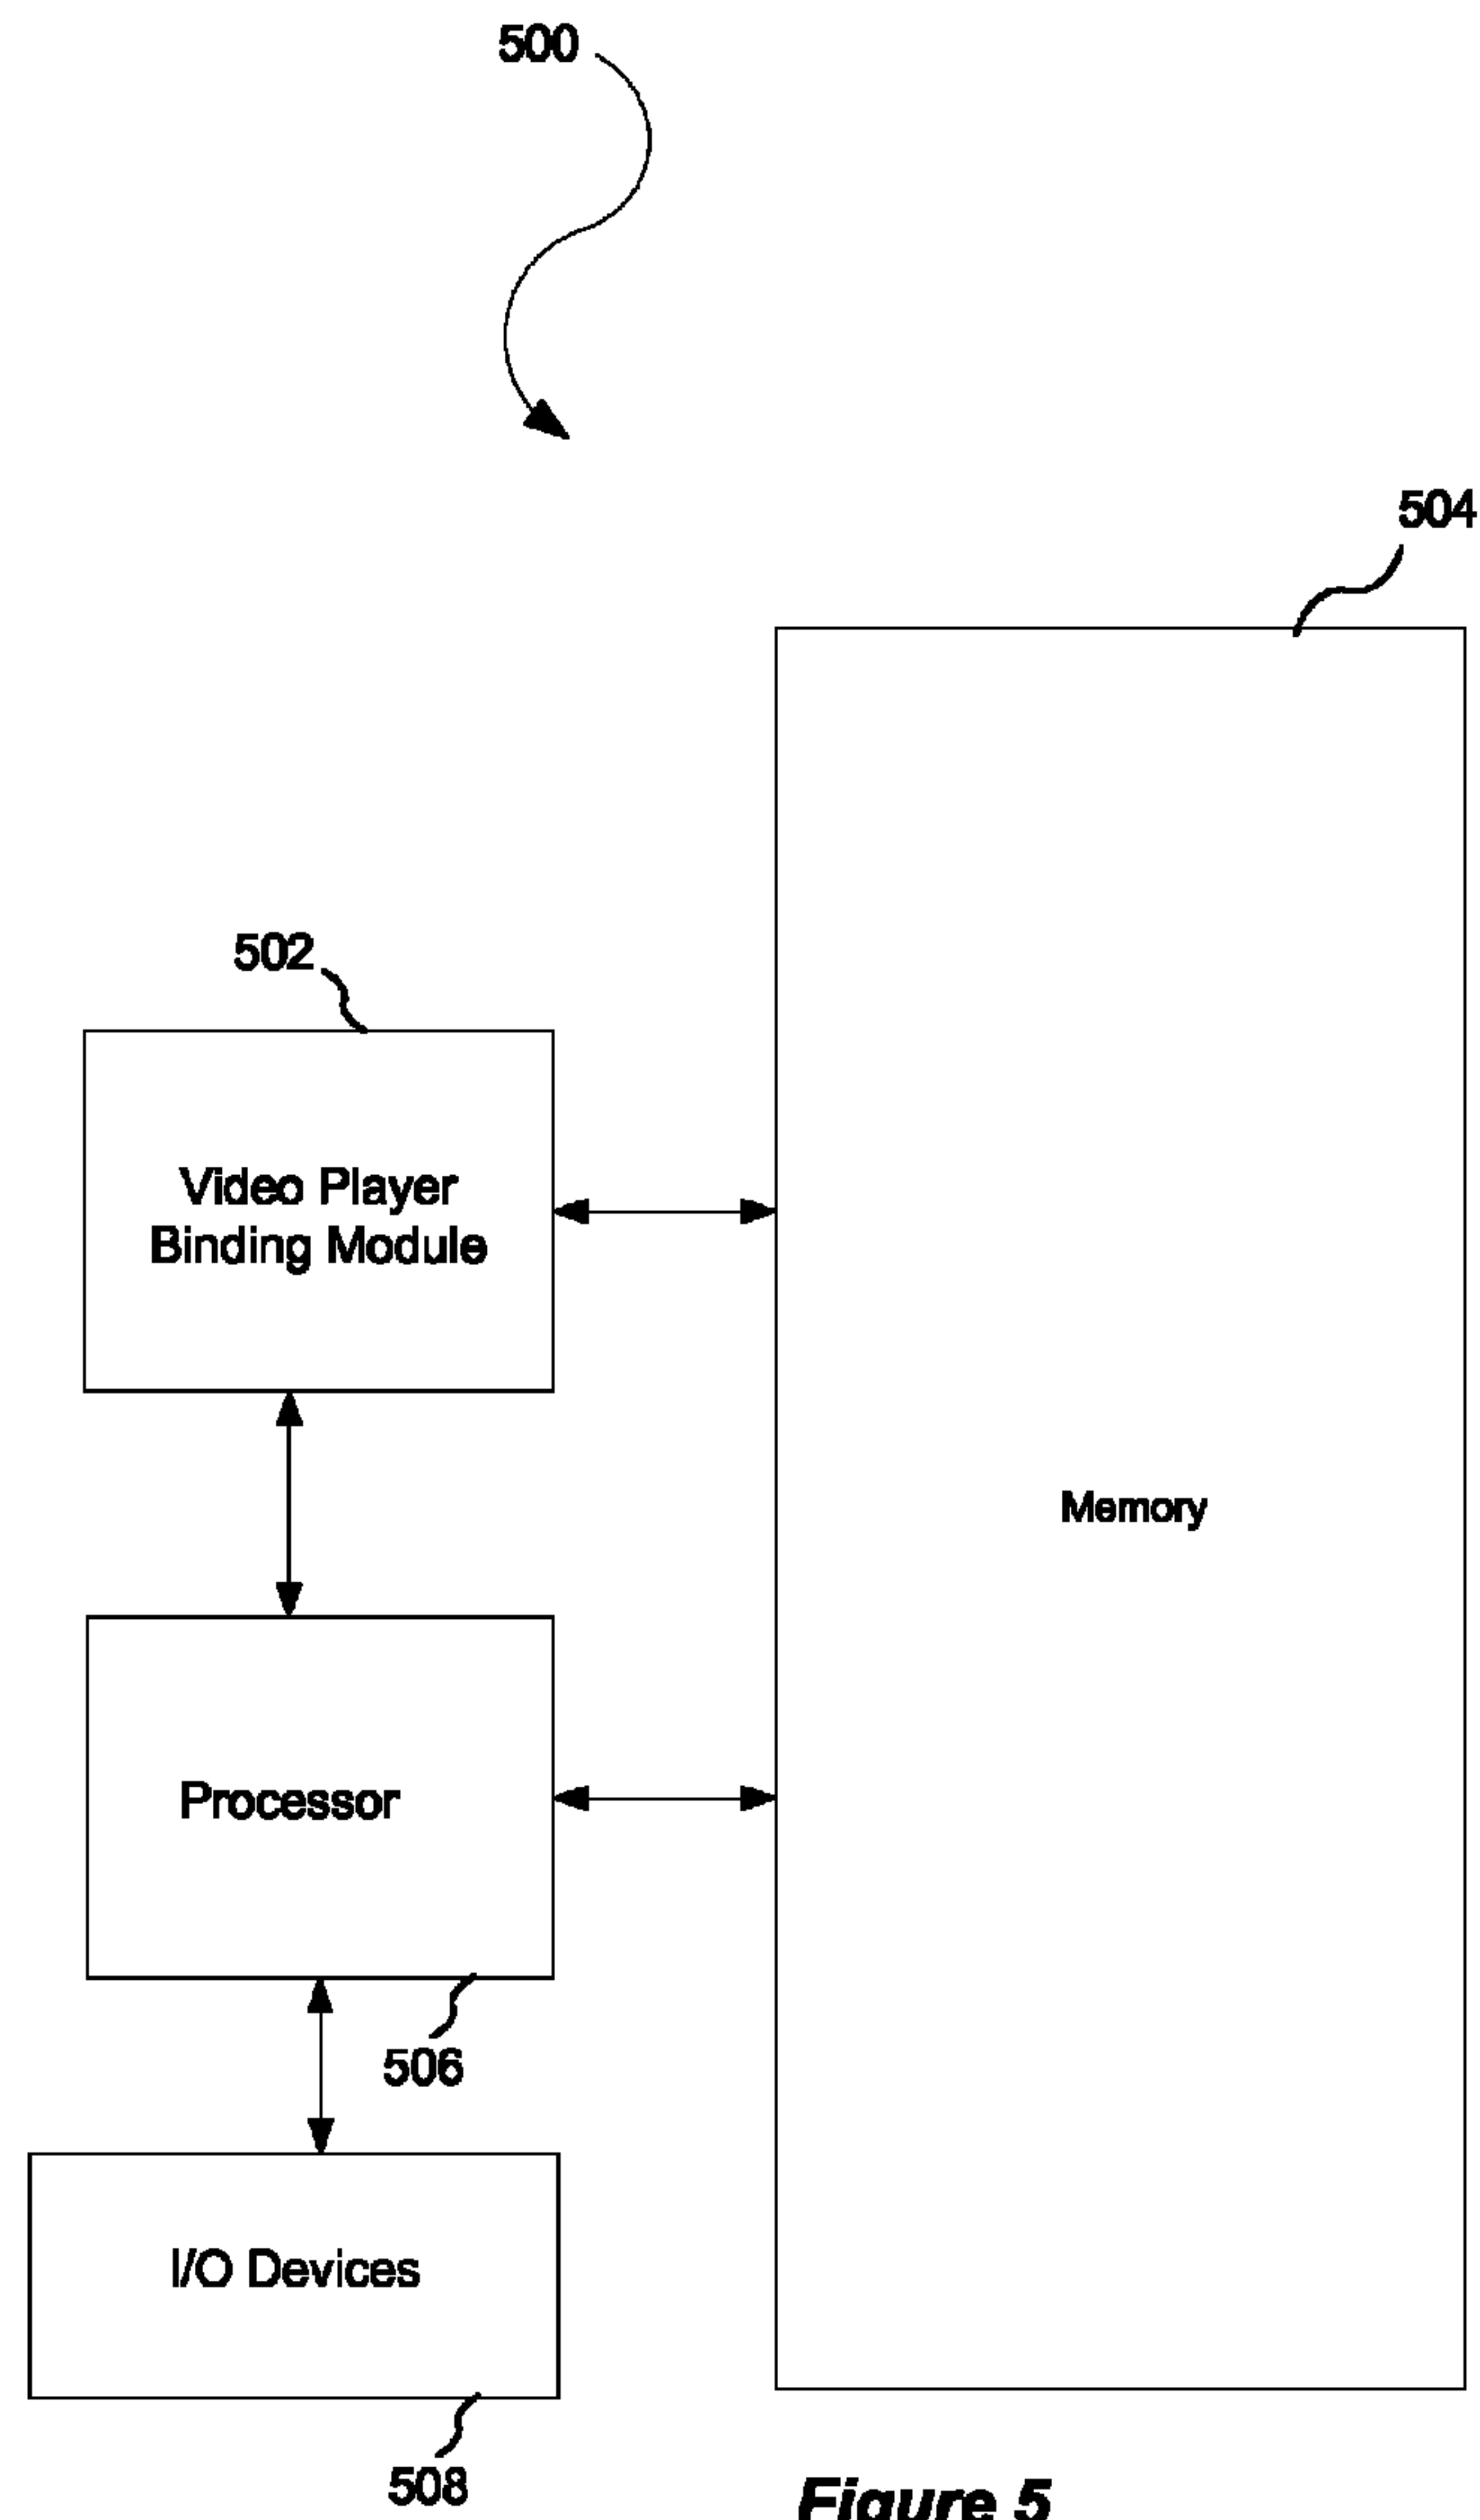 500
504
502
Video Player
Binding Module
Memory
Processor
506
I/O Devices
508
Figure 5